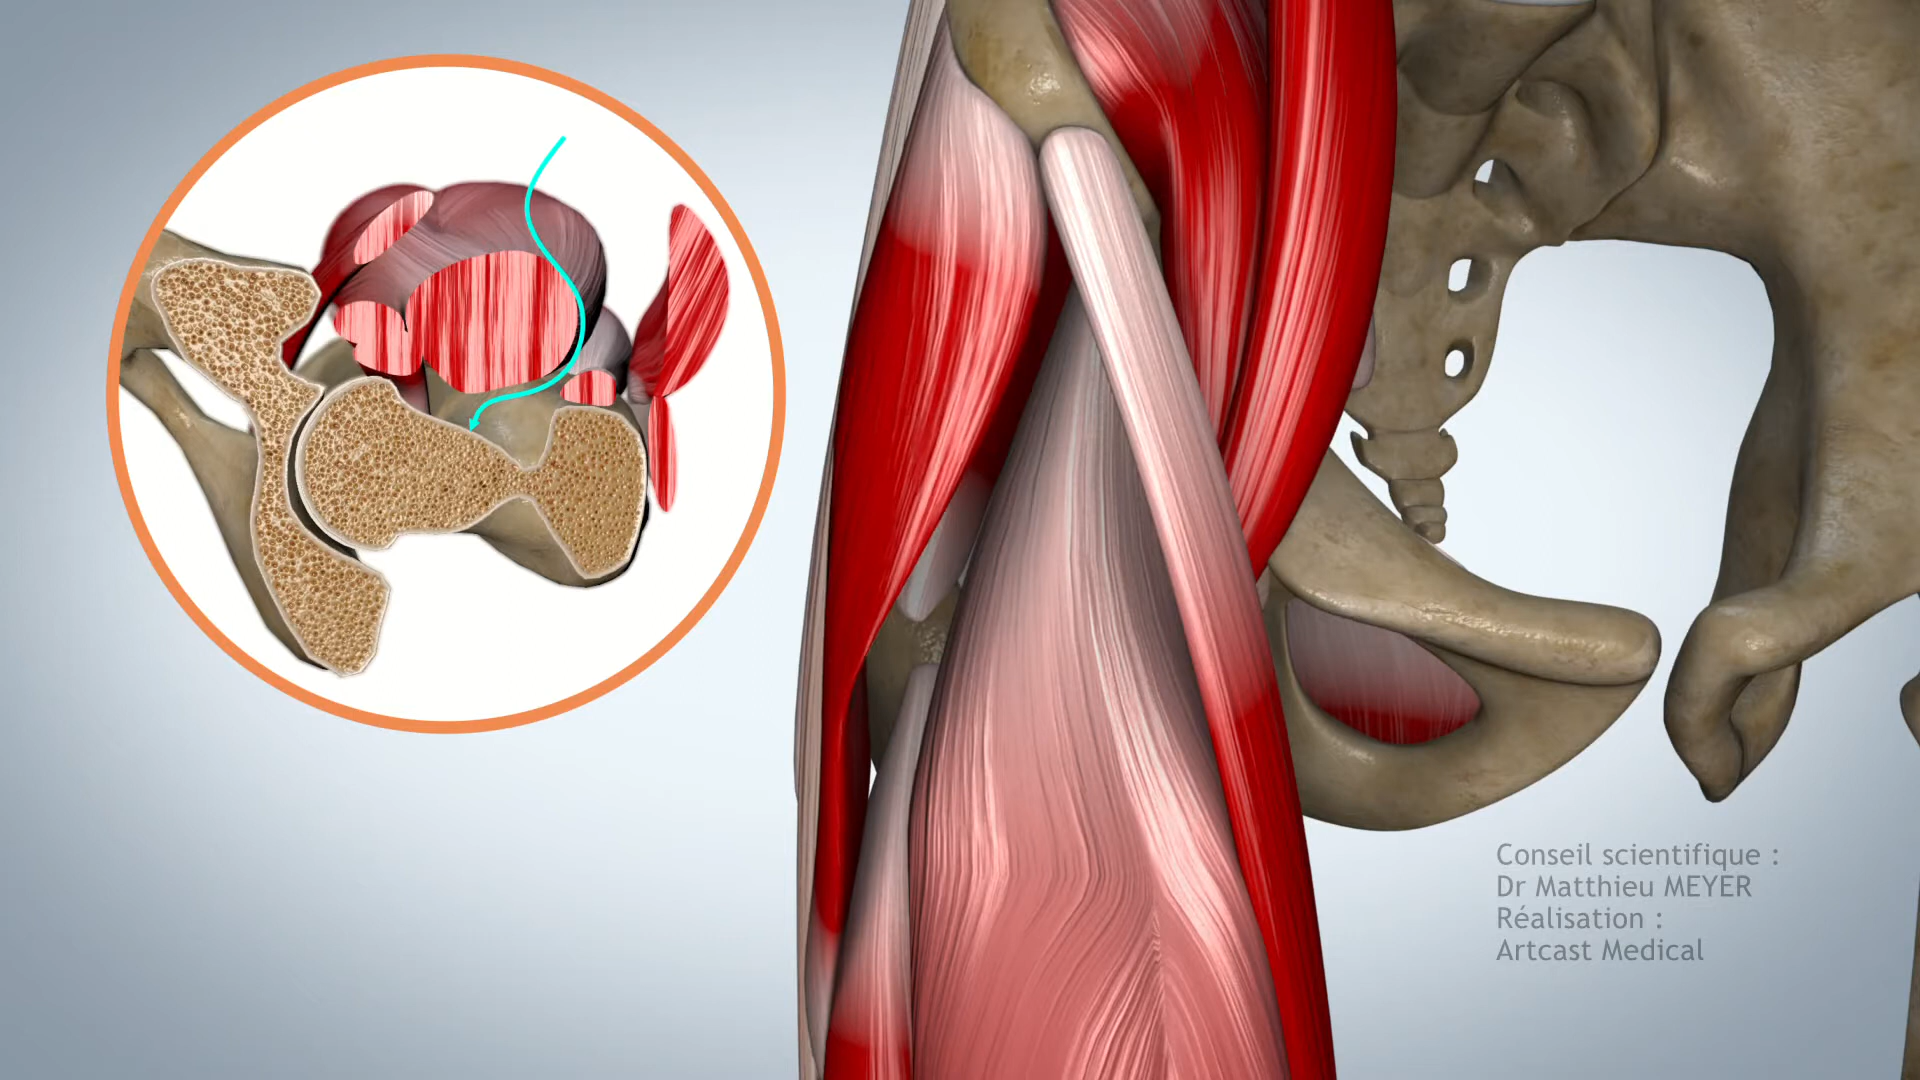 Conseil scientifique :
Dr Matthieu MEYER
Réalisation :
Artcast Medical